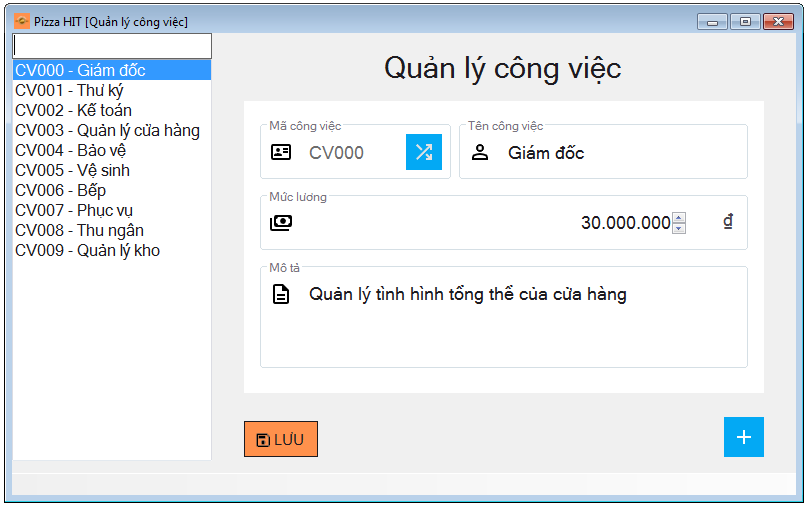 Pizza HIT [Quản lý công việc]
CV000 - Giám đốc
CV001 - Thư ký
CV002 - Kế toán
CV003 - Quản lý cửa hàng
CV004 - Bảo vệ
CV005 - Vệ sinh
CV006 - Bếp
CV007 - Phục vụ
CV008 - Thu ngân
CV009 - Quản lý kho
Quản lý công việc
Mã công việc
CV000
Tên công việc
Giám đốc
Mức lương
30.000.000 ₫
Mô tả
Quản lý tình hình tổng thể của cửa hàng
LƯU